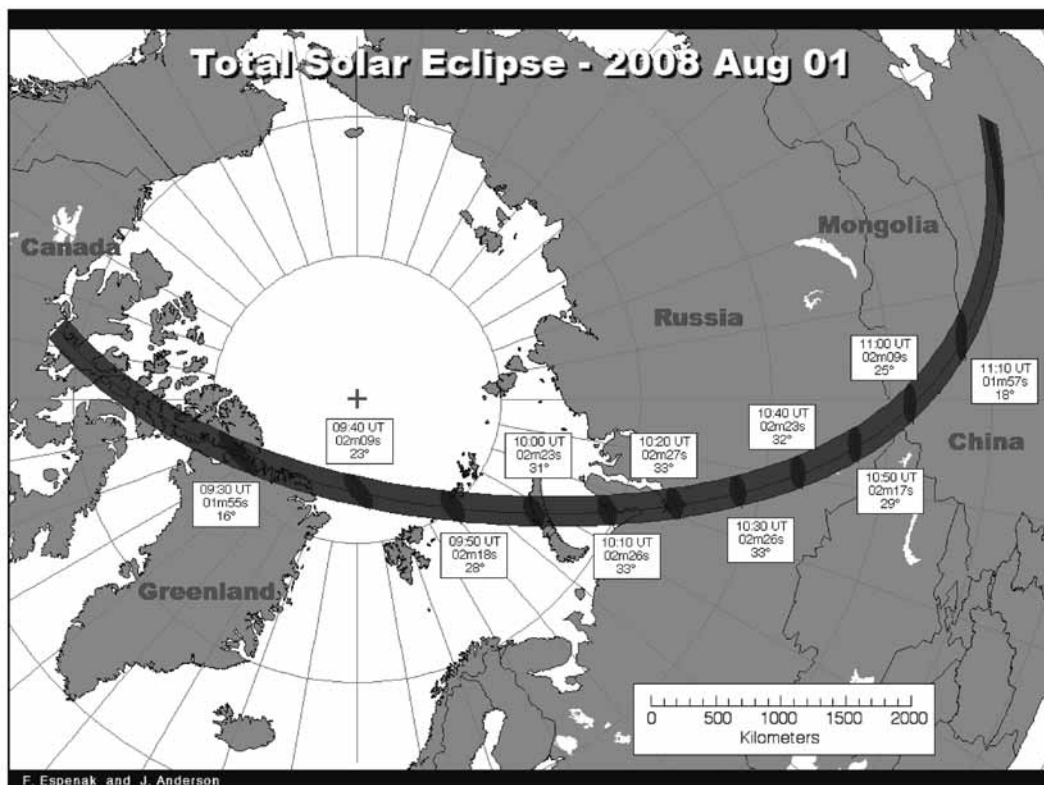 Total Solar Eclipse - 2008 Aug 01
Canada
Mongolia
Russia
China
Greenland
09:30 UT
01m55s
16°
09:40 UT
02m09s
23°
09:50 UT
02m18s
28°
10:00 UT
02m23s
31°
10:10 UT
02m26s
33°
10:20 UT
02m27s
33°
10:30 UT
02m26s
33°
10:40 UT
02m23s
32°
10:50 UT
02m17s
29°
11:00 UT
02m09s
25°
11:10 UT
01m57s
18°
0 500 1000 1500 2000
Kilometers
F. Espenak and J. Anderson